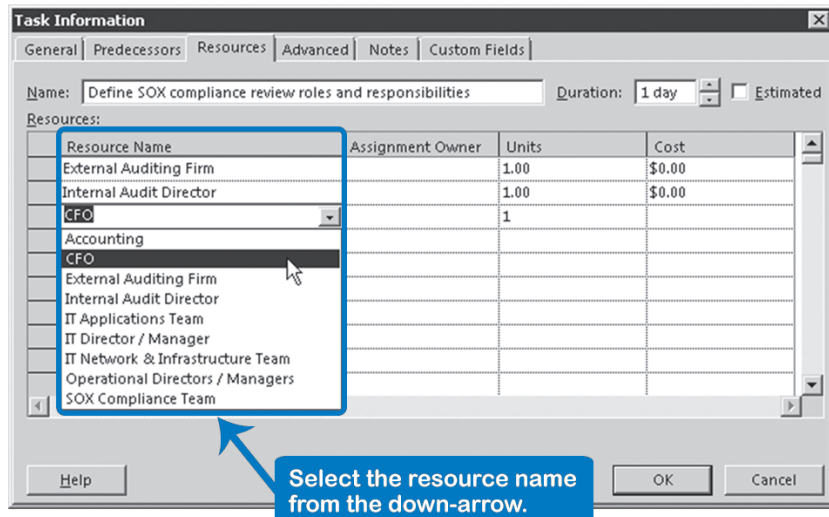 Task Information
General Predecessors Resources Advanced Notes Custom Fields
Name: Define SOX compliance review roles and responsibilities Duration: 1 day Estimated
Resources:
Resource Name Assignment Owner Units Cost
External Auditing Firm 1.00 $0.00
Internal Audit Director 1.00 $0.00
CFO 1
Accounting
CFO
External Auditing Firm
Internal Audit Director
IT Applications Team
IT Director / Manager
IT Network & Infrastructure Team
Operational Directors / Managers
SOX Compliance Team
Help OK Cancel
Select the resource name
from the down-arrow.